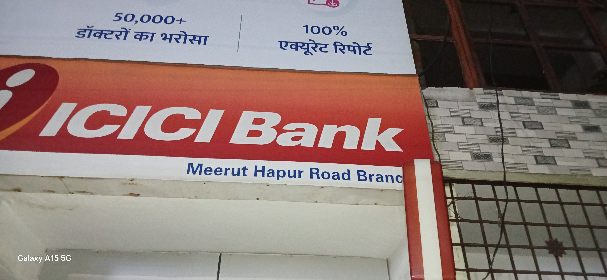 50,000+
डॉक्टरों का भरोसा
100%
एक्यूरेट रिपोर्ट
ICICI Bank
Meerut Hapur Road Branc
Galaxy A15 5G